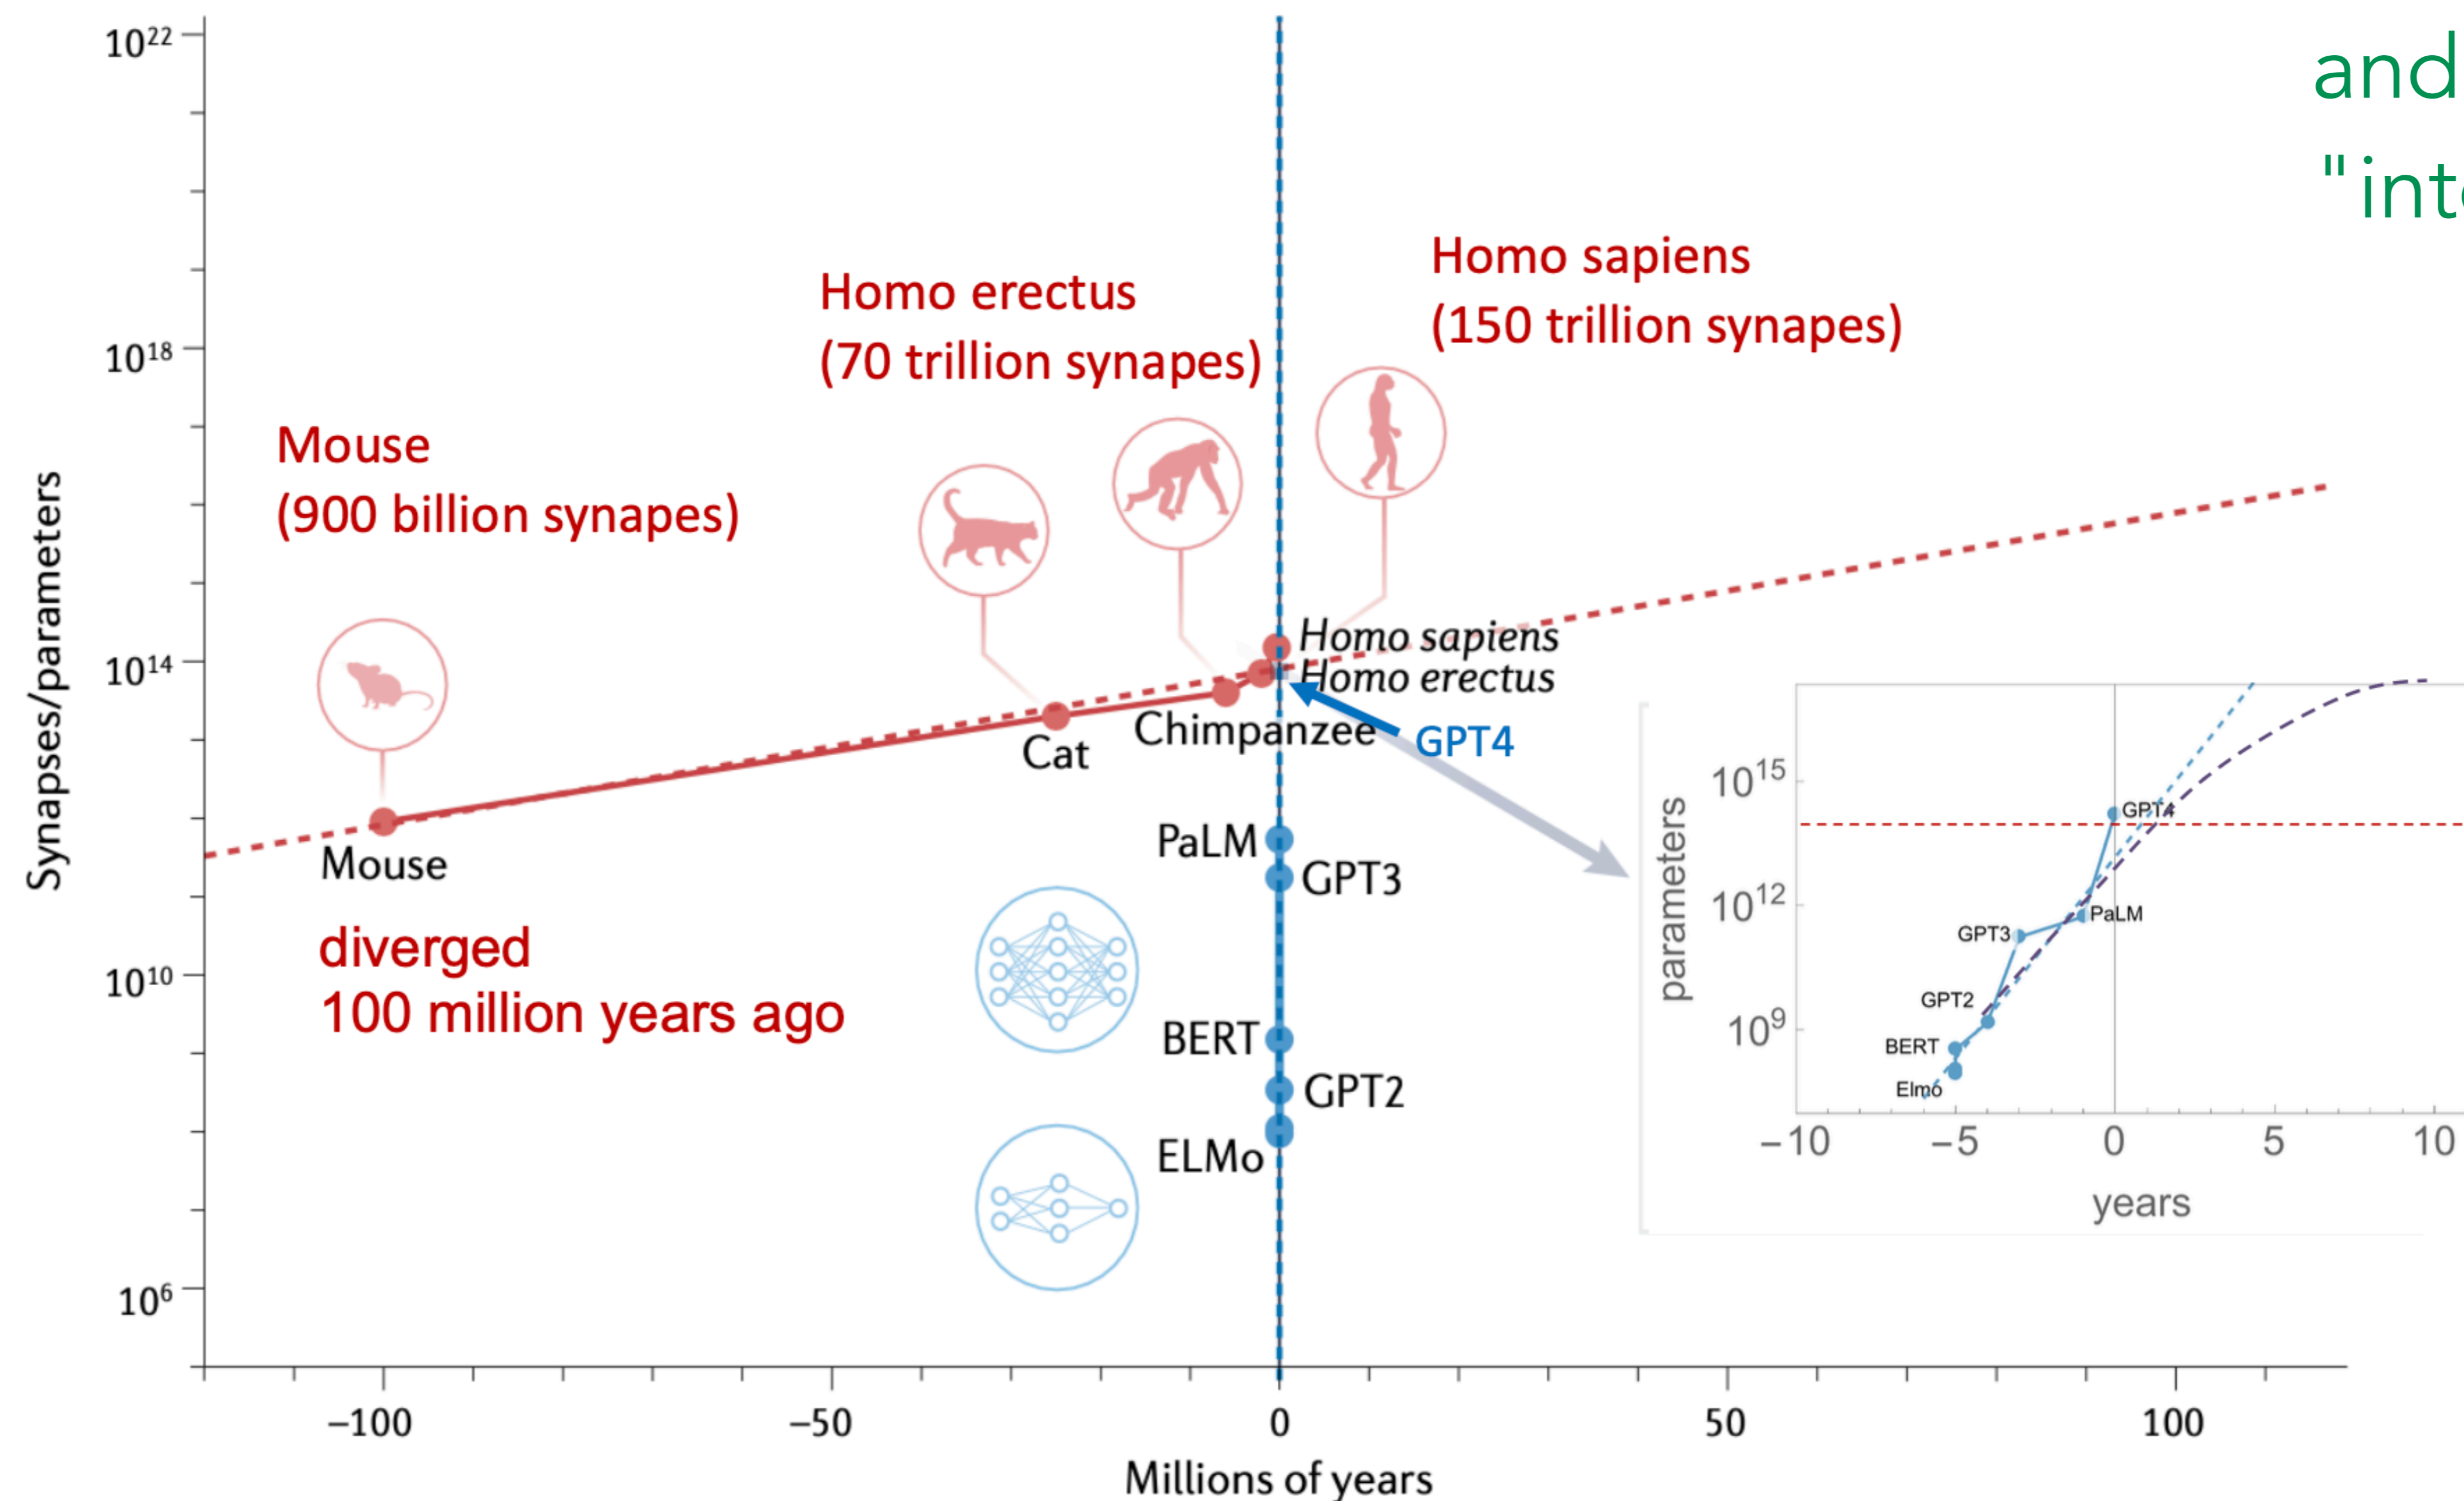 10²²
10¹⁸
10¹⁴
10¹⁰
10⁶
Synapses/parameters
and
Homo sapiens
(150 trillion synapes)
Homo erectus
(70 trillion synapes)
Mouse
(900 billion synapes)
Homo sapiens
Homo erectus
Chimpanzee
Cat
GPT4
Mouse
diverged
100 million years ago
PaLM
GPT3
BERT
GPT2
ELMo
−100
−50
0
50
100
Millions of years
parameters
10¹⁵
10¹²
10⁹
GPT4
PaLM
GPT3
GPT2
BERT
Elmo
−10
−5
0
5
10
years